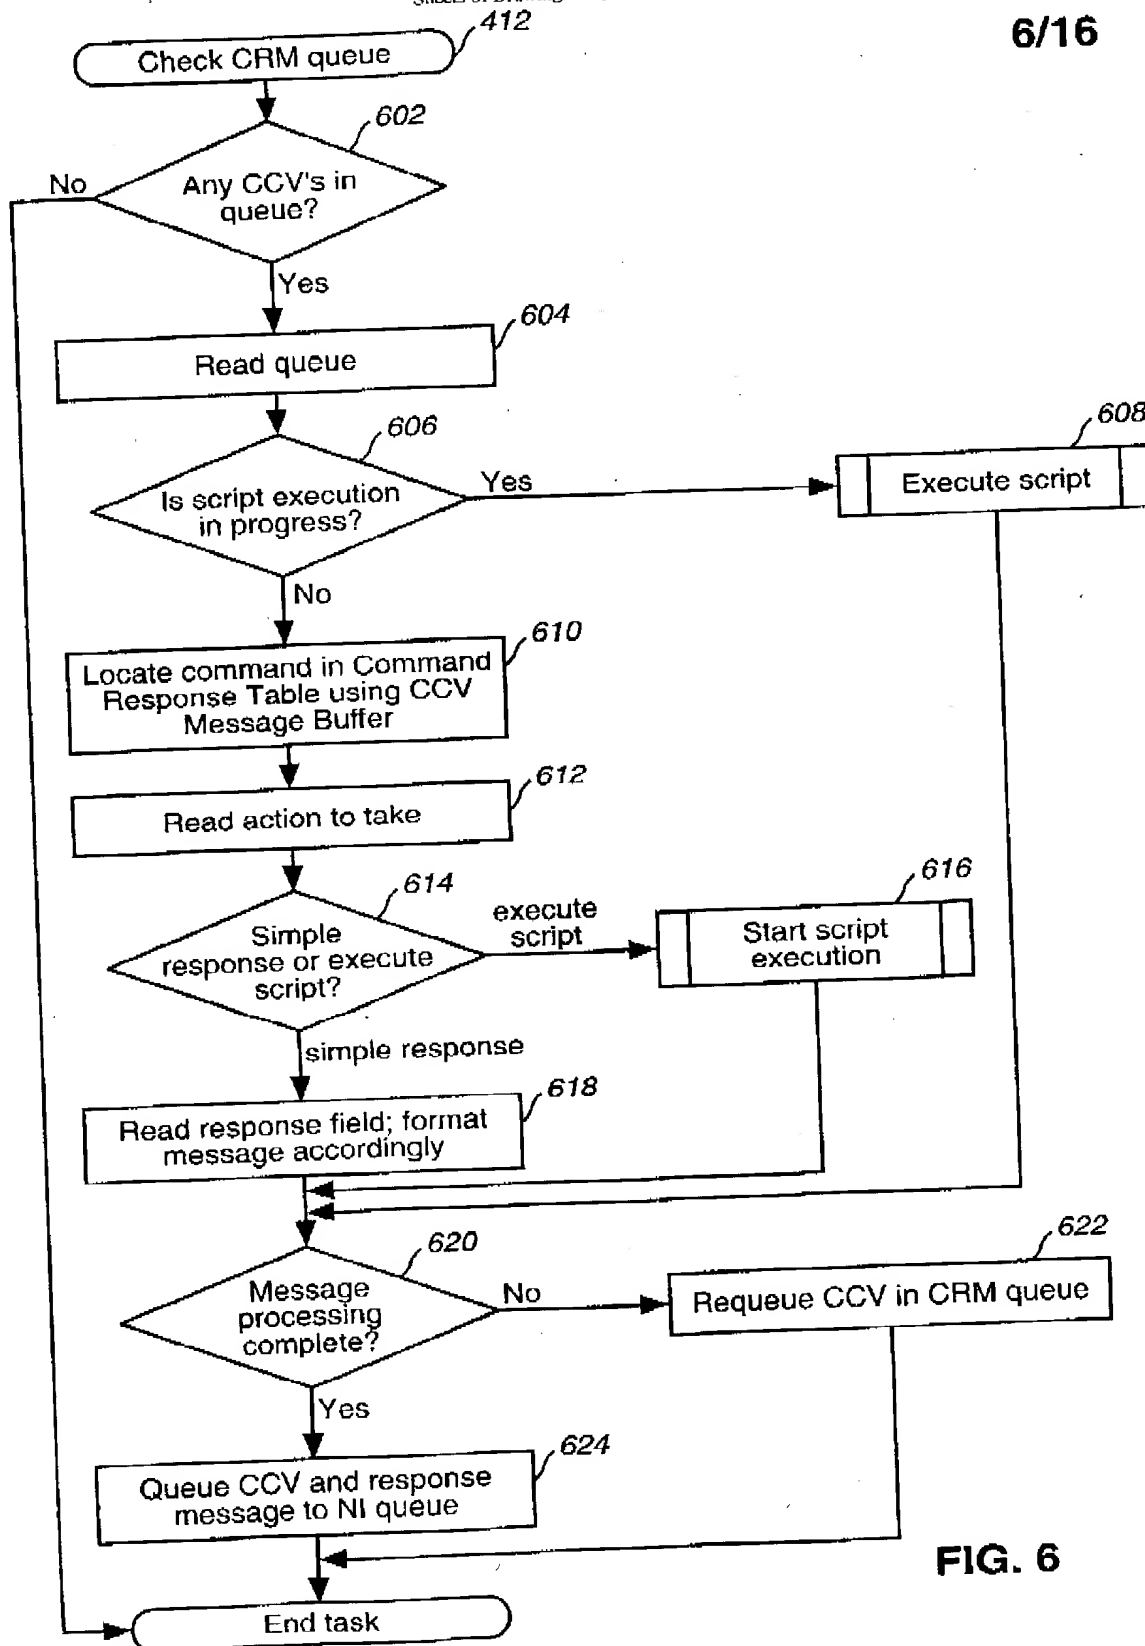 6/16
412
Check CRM queue
602
Any CCV's in
queue?
No
Yes
604
Read queue
606
Is script execution
in progress?
Yes
608
Execute script
No
610
Locate command in Command
Response Table using CCV
Message Buffer
612
Read action to take
614
Simple
response or execute
script?
execute
script
616
Start script
execution
simple response
618
Read response field; format
message accordingly
620
Message
processing
complete?
No
622
Requeue CCV in CRM queue
Yes
624
Queue CCV and response
message to NI queue
End task
FIG. 6